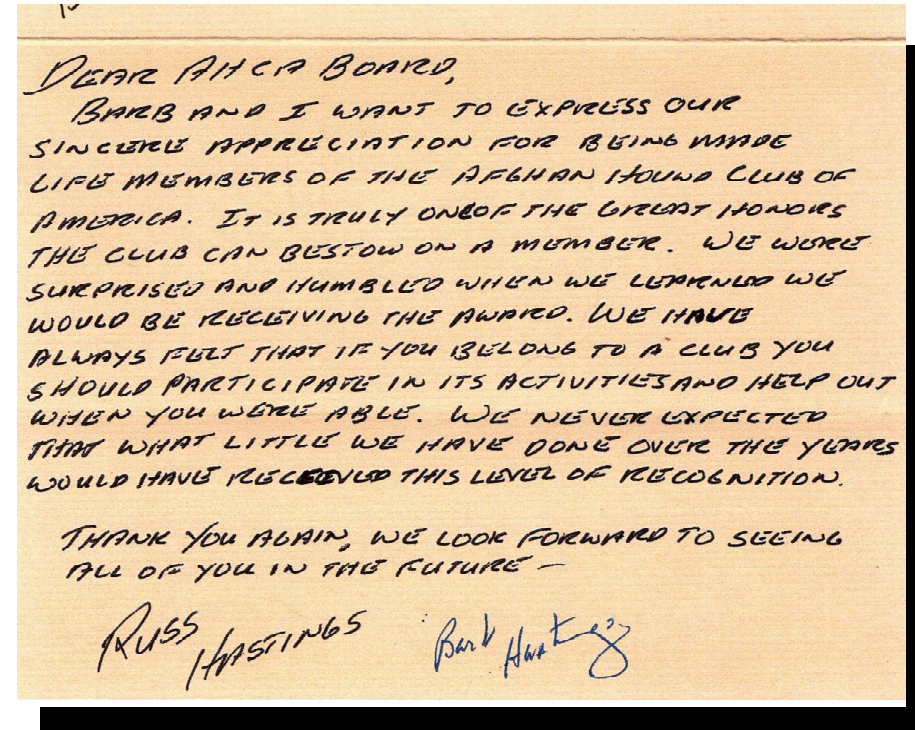 DEAR AHCA BOARD,
BARB AND I WANT TO EXPRESS OUR
SINCERE APPRECIATION FOR BEING MADE
LIFE MEMBERS OF THE AFGHAN HOUND CLUB OF
AMERICA. IT IS TRULY ONE OF THE GREAT HONORS
THE CLUB CAN BESTOW ON A MEMBER. WE WERE
SURPRISED AND HUMBLED WHEN WE LEARNED WE
WOULD BE RECEIVING THE AWARD. WE HAVE
ALWAYS FELT THAT IF YOU BELONG TO A CLUB YOU
SHOULD PARTICIPATE IN ITS ACTIVITIES AND HELP OUT
WHEN YOU WERE ABLE. WE NEVER EXPECTED
THAT WHAT LITTLE WE HAVE DONE OVER THE YEARS
WOULD HAVE RECEIVED THIS LEVEL OF RECOGNITION.
THANK YOU AGAIN, WE LOOK FORWARD TO SEEING
ALL OF YOU IN THE FUTURE —
RUSS HASTINGS Barb Hastings